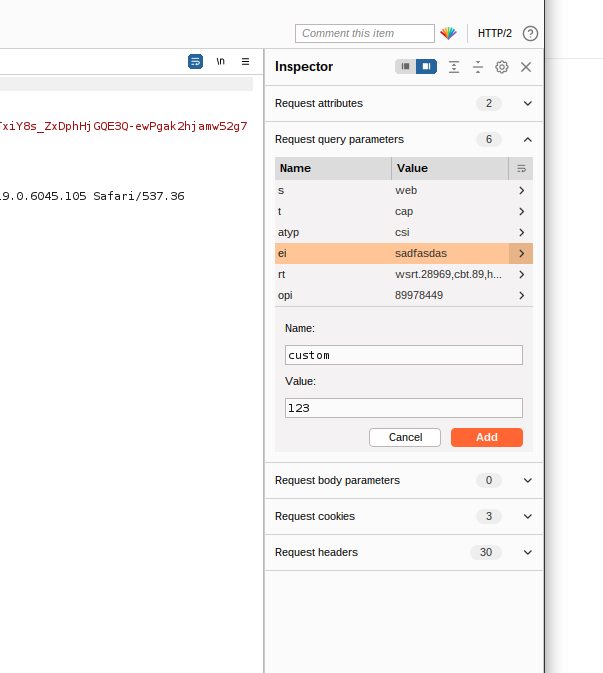 Comment this item
HTTP/2
?
\n
Inspector
Request attributes 2
TxiY8s_ZxDphHjGQE3Q-ewPgak2hjamw52g7
Request query parameters 6
Name Value
s web
t cap
19.0.6045.105 Safari/537.36
atyp csi
ei sadfasdas
rt wsrt.28969,cbt.89,h...
opi 89978449
Name:
custom
Value:
123
Cancel Add
Request body parameters 0
Request cookies 3
Request headers 30